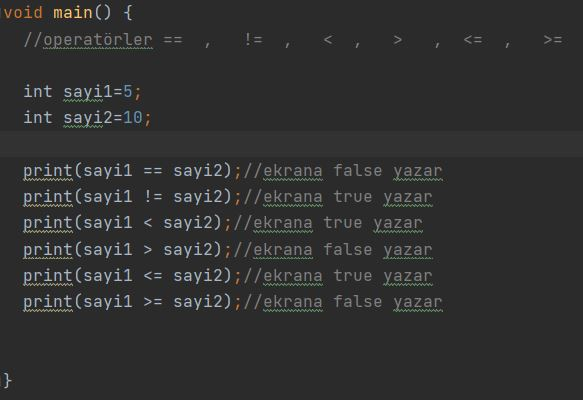 void main() {
//operatörler == , != , < , > , <= , >=
int sayi1=5;
int sayi2=10;
print(sayi1 == sayi2);//ekrana false yazar
print(sayi1 != sayi2);//ekrana true yazar
print(sayi1 < sayi2);//ekrana true yazar
print(sayi1 > sayi2);//ekrana false yazar
print(sayi1 <= sayi2);//ekrana true yazar
print(sayi1 >= sayi2);//ekrana false yazar
}